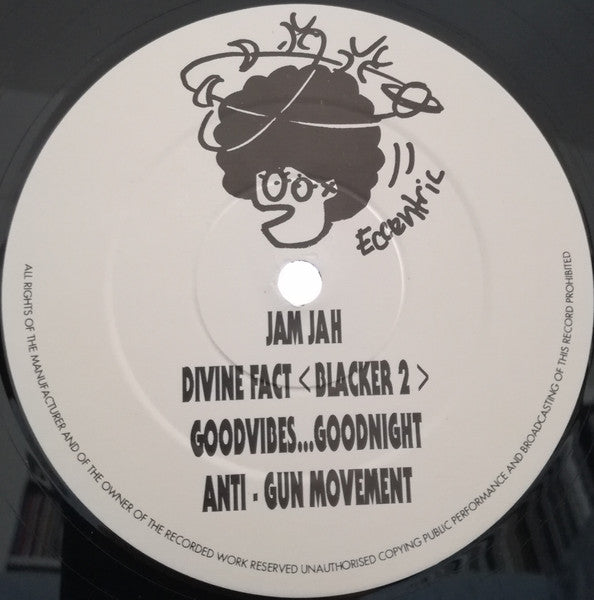 Eccentric
JAM JAH
DIVINE FACT < BLACKER 2 >
GOODVIBES...GOODNIGHT
ANTI - GUN MOVEMENT
ALL RIGHTS OF THE MANUFACTURER AND OF THE OWNER OF THE RECORDED WORK RESERVED UNAUTHORISED COPYING PUBLIC PERFORMANCE AND BROADCASTING OF THIS RECORD PROHIBITED